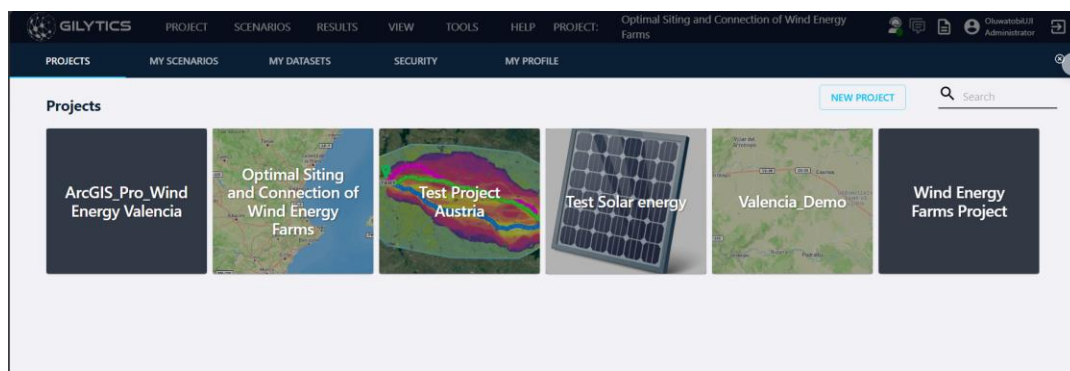 GILYTICS PROJECT SCENARIOS RESULTS VIEW TOOLS HELP PROJECT: Optimal Siting and Connection of Wind Energy
Farms
OluwatobiUJI
Administrator
PROJECTS MY SCENARIOS MY DATASETS SECURITY MY PROFILE
Projects
NEW PROJECT
Search
ArcGIS_Pro_Wind
Energy Valencia
Optimal Siting
and Connection of
Wind Energy
Farms
Test Project
Austria
Test Solar energy
Valencia_Demo
Wind Energy
Farms Project